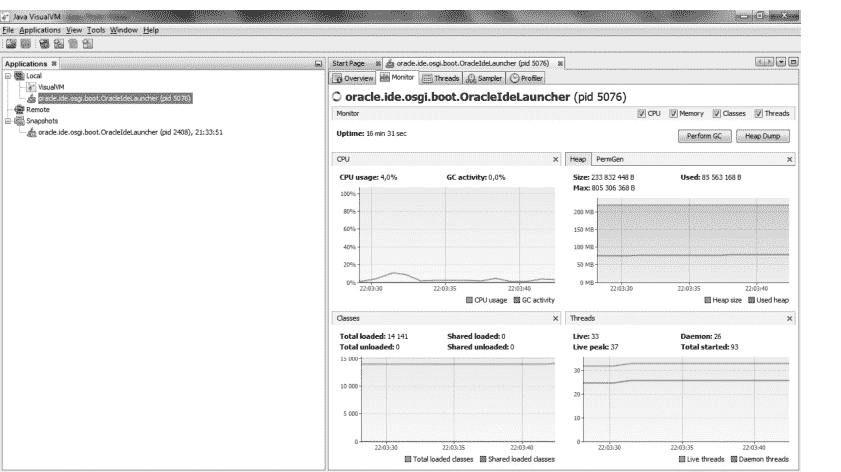 Java VisualVM
File Applications View Tools Window Help
Applications
Local
VisualVM
oracle.ide.osgi.boot.OracleIdeLauncher (pid 5076)
Remote
Snapshots
oracle.ide.osgi.boot.OracleIdeLauncher (pid 2408), 21:33:51
Start Page oracle.ide.osgi.boot.OracleIdeLauncher (pid 5076)
Overview Monitor Threads Sampler Profiler
oracle.ide.osgi.boot.OracleIdeLauncher (pid 5076)
Monitor CPU Memory Classes Threads
Uptime: 16 min 31 sec
Perform GC Heap Dump
CPU
CPU usage: 4,0% GC activity: 0,0%
100%
80%
60%
40%
20%
0%
22:03:30 22:03:35 22:03:40
CPU usage GC activity
Heap PermGen
Size: 233 832 448 B Used: 85 563 168 B
Max: 805 306 368 B
200 MB
150 MB
100 MB
50 MB
0 MB
22:03:30 22:03:35 22:03:40
Heap size Used heap
Classes
Total loaded: 14 141 Shared loaded: 0
Total unloaded: 0 Shared unloaded: 0
15 000
10 000
5 000
0
22:03:30 22:03:35 22:03:40
Total loaded classes Shared loaded classes
Threads
Live: 33 Daemon: 26
Live peak: 37 Total started: 93
30
20
10
0
22:03:30 22:03:35 22:03:40
Live threads Daemon threads